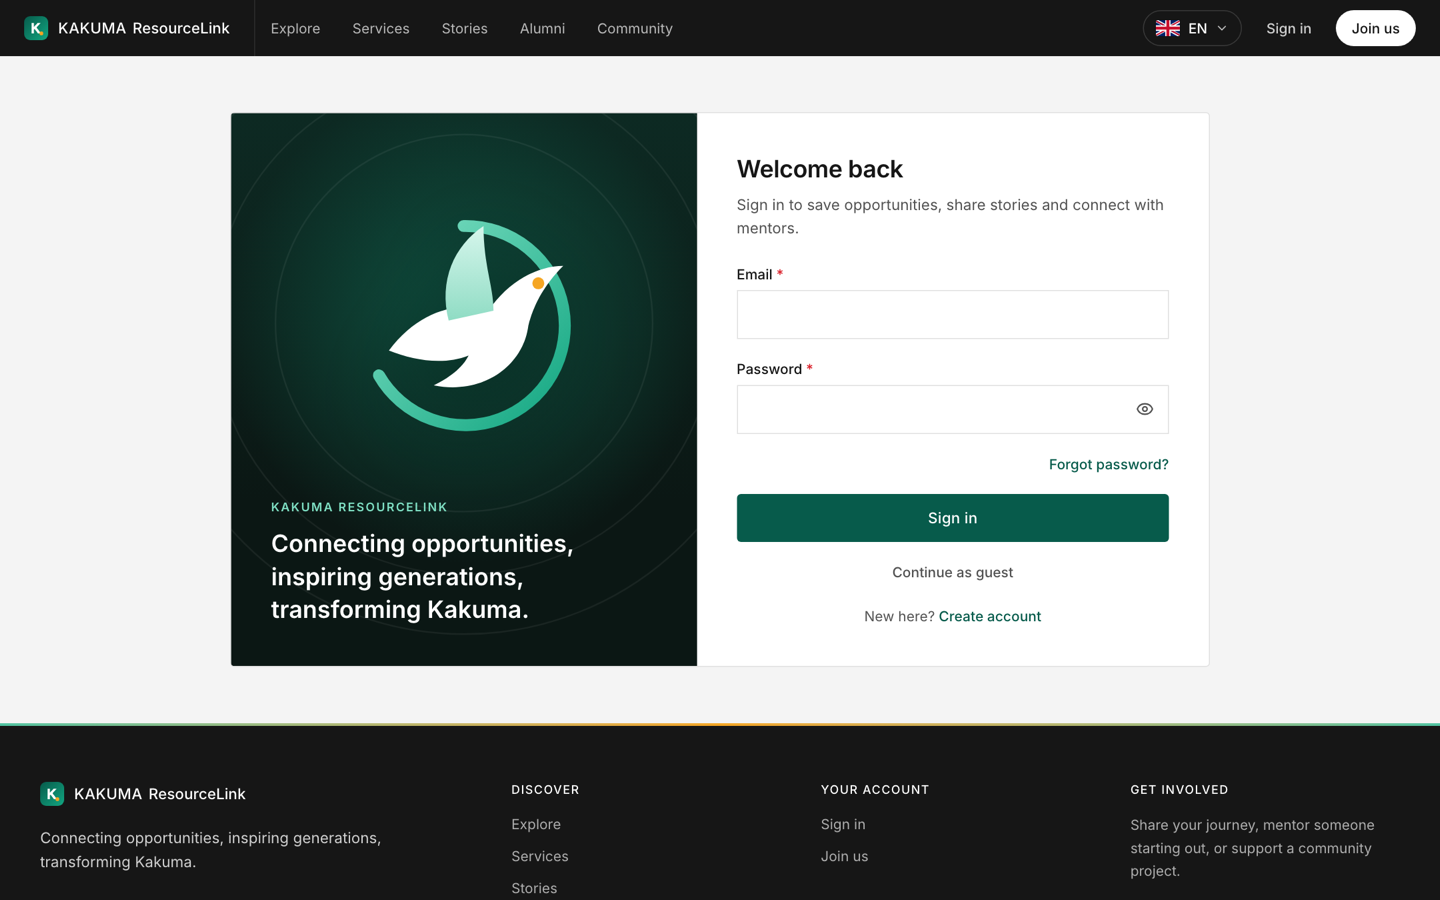 K KAKUMA ResourceLink
Explore
Services
Stories
Alumni
Community
EN
Sign in
Join us
KAKUMA RESOURCELINK
Connecting opportunities,
inspiring generations,
transforming Kakuma.
Welcome back
Sign in to save opportunities, share stories and connect with
mentors.
Email *
Password *
Forgot password?
Sign in
Continue as guest
New here? Create account
K KAKUMA ResourceLink
Connecting opportunities, inspiring generations,
transforming Kakuma.
DISCOVER
Explore
Services
Stories
YOUR ACCOUNT
Sign in
Join us
GET INVOLVED
Share your journey, mentor someone
starting out, or support a community
project.